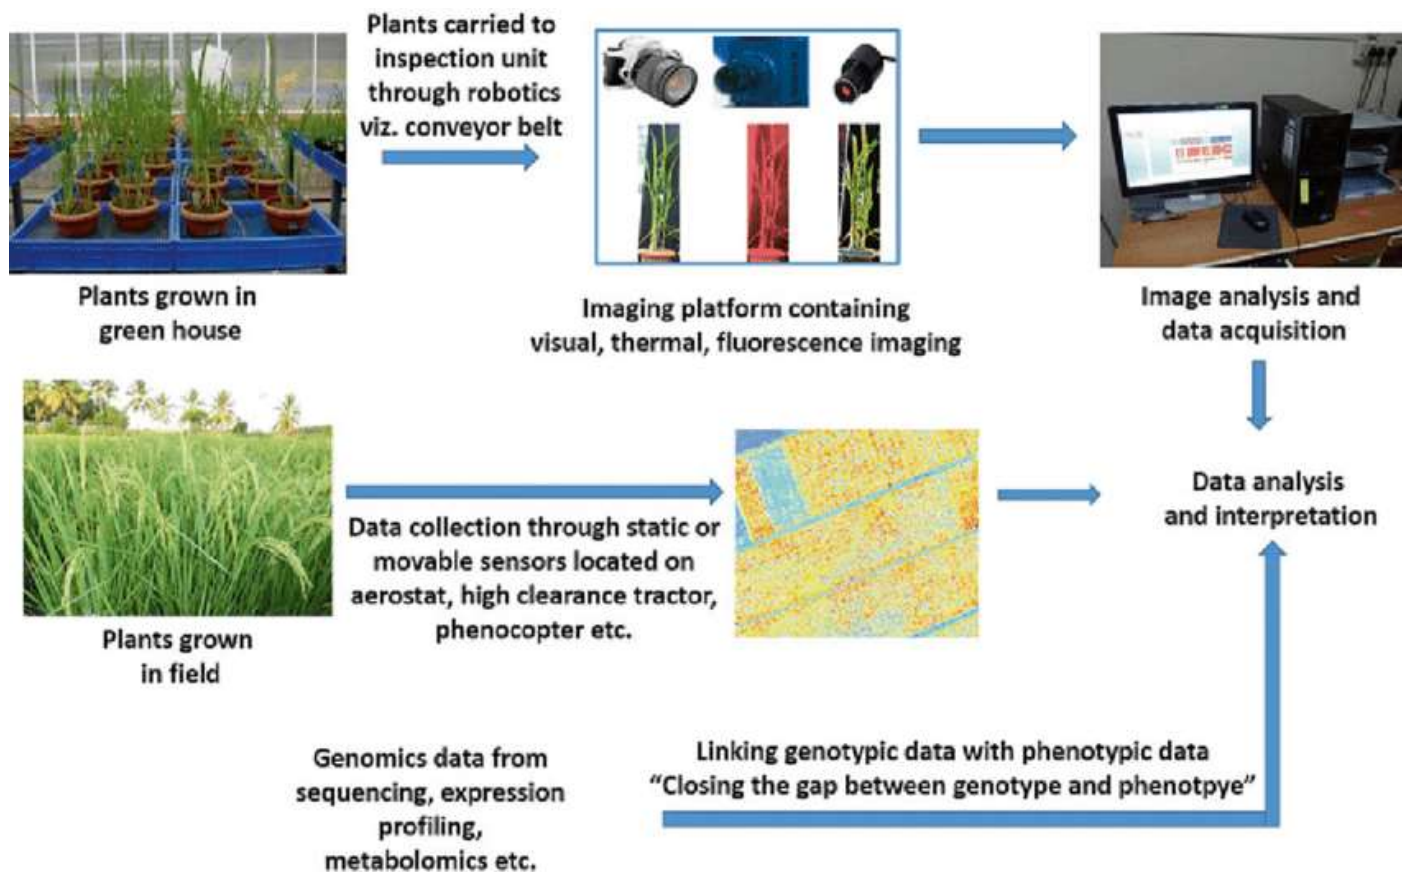 Plants carried to
inspection unit
through robotics
viz. conveyor belt
Plants grown in
green house
Imaging platform containing
visual, thermal, fluorescence imaging
Image analysis and
data acquisition
Data collection through static or
movable sensors located on
aerostat, high clearance tractor,
phenocopter etc.
Plants grown
in field
Data analysis
and interpretation
Genomics data from
sequencing, expression
profiling,
metabolomics etc.
Linking genotypic data with phenotypic data
“Closing the gap between genotype and phenotpye”